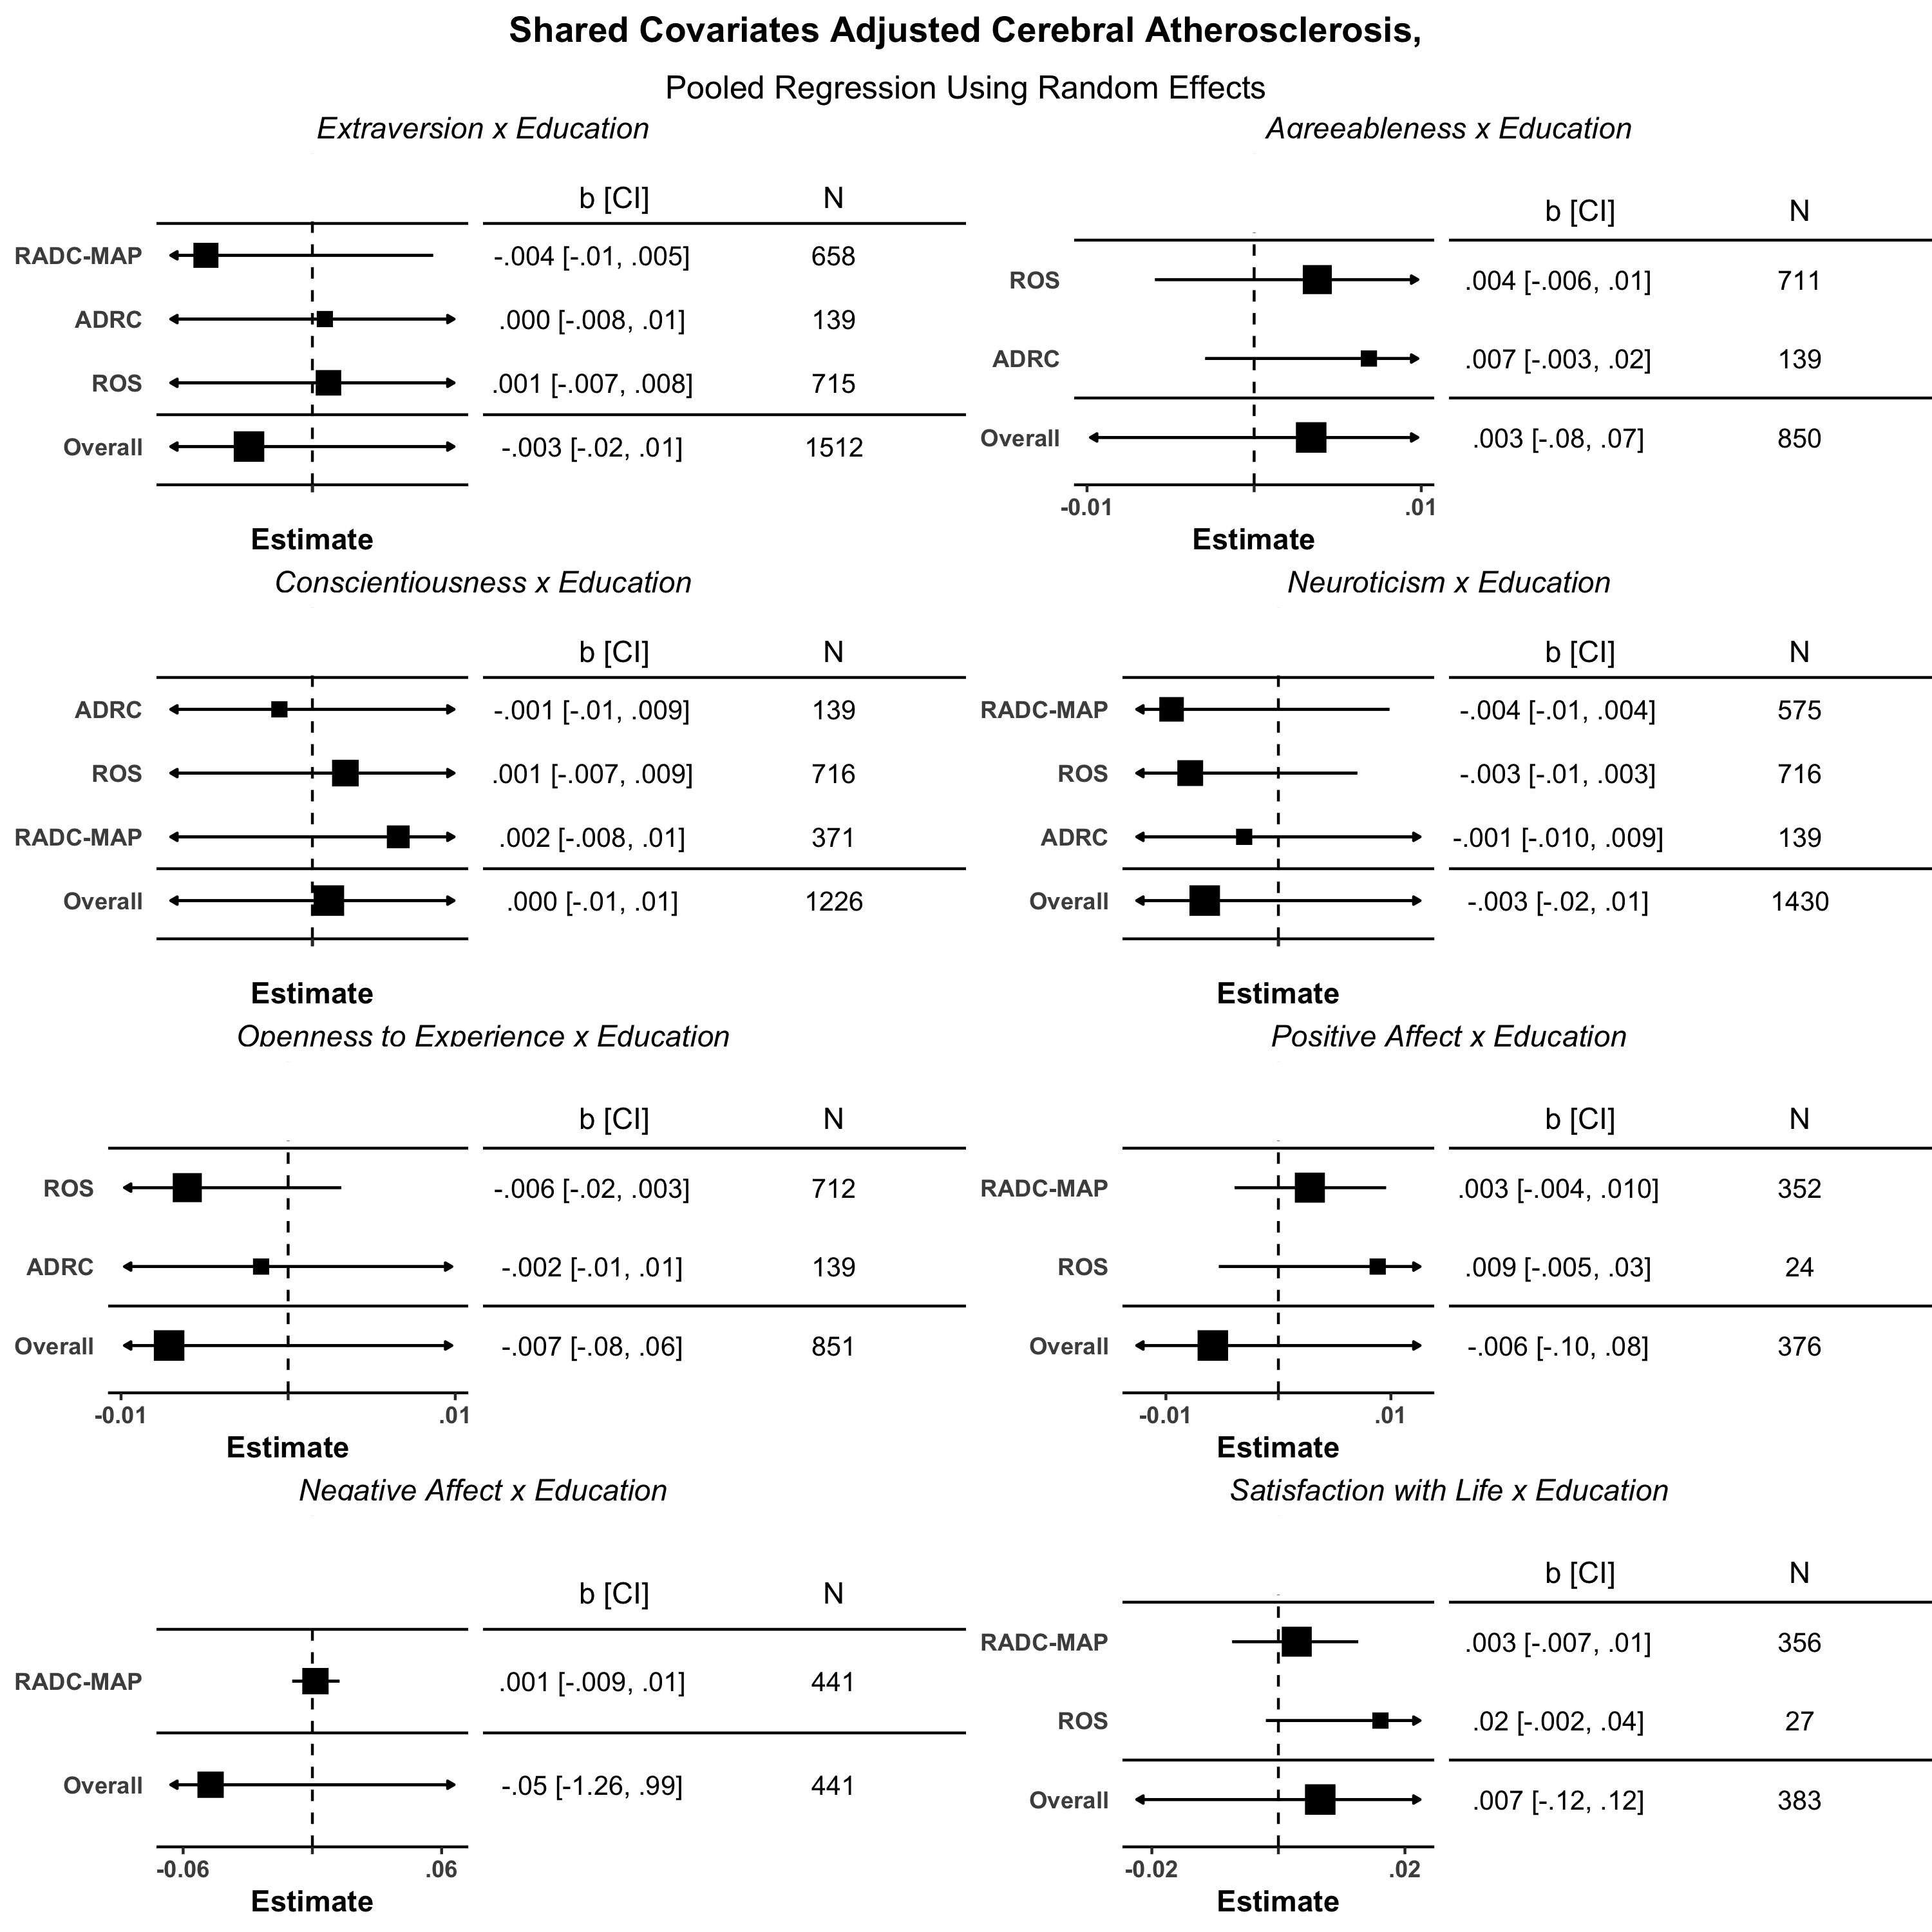 Shared Covariates Adjusted Cerebral Atherosclerosis,
Pooled Regression Using Random Effects
Extraversion x Education
b [CI] N
RADC-MAP -.004 [-.01, .005] 658
ADRC .000 [-.008, .01] 139
ROS .001 [-.007, .008] 715
Overall -.003 [-.02, .01] 1512
Estimate
Agreeableness x Education
b [CI] N
ROS .004 [-.006, .01] 711
ADRC .007 [-.003, .02] 139
Overall .003 [-.08, .07] 850
-0.01 .01
Estimate
Conscientiousness x Education
b [CI] N
ADRC -.001 [-.01, .009] 139
ROS .001 [-.007, .009] 716
RADC-MAP .002 [-.008, .01] 371
Overall .000 [-.01, .01] 1226
Estimate
Neuroticism x Education
b [CI] N
RADC-MAP -.004 [-.01, .004] 575
ROS -.003 [-.01, .003] 716
ADRC -.001 [-.010, .009] 139
Overall -.003 [-.02, .01] 1430
Estimate
Openness to Experience x Education
b [CI] N
ROS -.006 [-.02, .003] 712
ADRC -.002 [-.01, .01] 139
Overall -.007 [-.08, .06] 851
-0.01 .01
Estimate
Positive Affect x Education
b [CI] N
RADC-MAP .003 [-.004, .010] 352
ROS .009 [-.005, .03] 24
Overall -.006 [-.10, .08] 376
-0.01 .01
Estimate
Negative Affect x Education
b [CI] N
RADC-MAP .001 [-.009, .01] 441
Overall -.05 [-1.26, .99] 441
-0.06 .06
Estimate
Satisfaction with Life x Education
b [CI] N
RADC-MAP .003 [-.007, .01] 356
ROS .02 [-.002, .04] 27
Overall .007 [-.12, .12] 383
-0.02 .02
Estimate